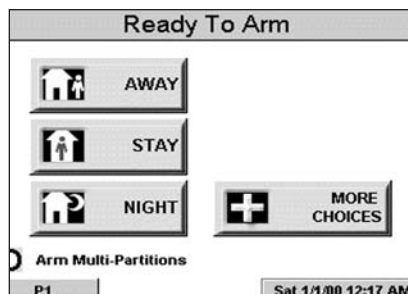 Ready To Arm
AWAY
STAY
NIGHT
MORE
CHOICES
Arm Multi-Partitions
P1
Sat 1/1/00 12:17 AM